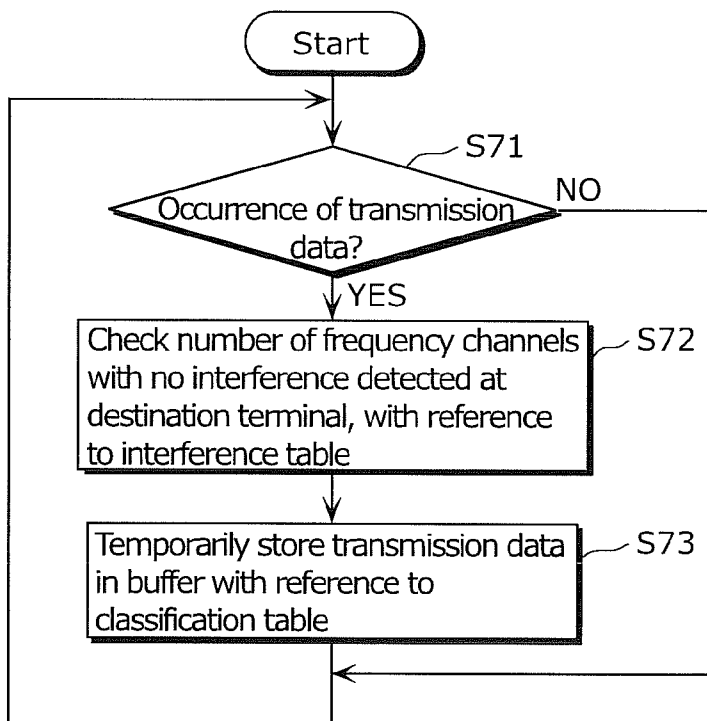 Start
S71
Occurrence of transmission
data?
NO
YES
Check number of frequency channels
with no interference detected at
destination terminal, with reference
to interference table
S72
Temporarily store transmission data
in buffer with reference to
classification table
S73